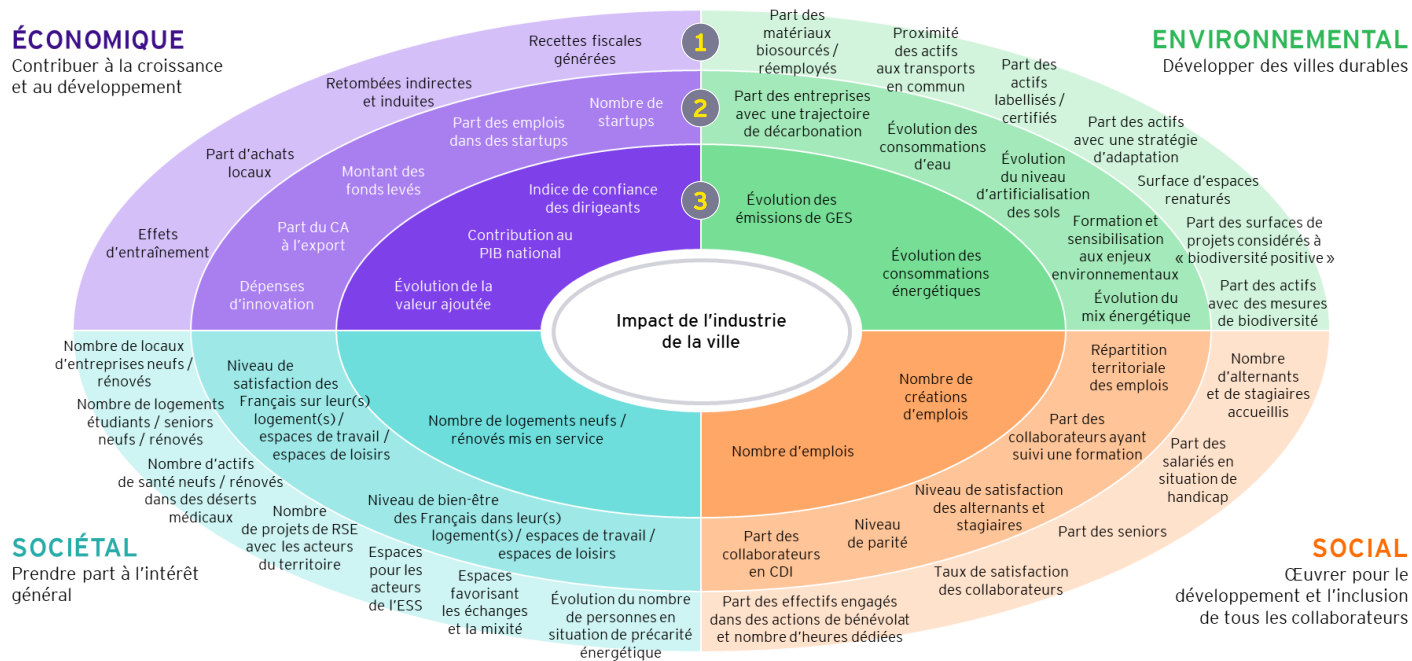 ÉCONOMIQUE
Contribuer à la croissance
et au développement
ENVIRONNEMENTAL
Développer des villes durables
1
Recettes fiscales
générées
Retombées indirectes
et induites
Part d'achats
locaux
Effets
d'entraînement
Part des
matériaux
biosourcés /
réemployés
Proximité
des actifs
aux transports
en commun
Part des
actifs
labellisés /
certifiés
Part des actifs
avec une stratégie
d'adaptation
Surface d'espaces
renaturés
Part des surfaces de
projets considérés à
« biodiversité positive »
Part des actifs
avec des mesures
de biodiversité
2
Nombre de
startups
Part des emplois
dans des startups
Montant des
fonds levés
Part du CA
à l'export
Dépenses
d'innovation
Part des entreprises
avec une trajectoire
de décarbonation
Évolution des
consommations
d'eau
Évolution
du niveau
d'artificialisation
des sols
Formation et
sensibilisation
aux enjeux
environnementaux
Évolution du
mix énergétique
3
Indice de confiance
des dirigeants
Contribution au
PIB national
Évolution de la
valeur ajoutée
Évolution des
émissions de GES
Évolution des
consommations
énergétiques
Impact de l'industrie
de la ville
Nombre de locaux
d'entreprises neufs /
rénovés
Nombre de logements
étudiants / seniors
neufs / rénovés
Nombre d'actifs
de santé neufs / rénovés
dans des déserts
médicaux
Nombre
de projets de RSE
avec les acteurs
du territoire
Espaces
pour les
acteurs
de l'ESS
Espaces
favorisant
les échanges
et la mixité
Évolution du nombre
de personnes en
situation de précarité
énergétique
Niveau de
satisfaction des
Français sur leur(s)
logement(s) /
espaces de travail /
espaces de loisirs
Niveau de bien-être
des Français dans leur(s)
logement(s) / espaces de travail /
espaces de loisirs
Nombre de logements neufs /
rénovés mis en service
Nombre de
créations
d'emplois
Nombre d'emplois
Répartition
territoriale
des emplois
Part des
collaborateurs ayant
suivi une formation
Niveau de satisfaction
des alternants et
stagiaires
Niveau
de parité
Part des
collaborateurs
en CDI
Nombre
d'alternants
et de stagiaires
accueillis
Part des
salariés en
situation de
handicap
Part des seniors
Taux de satisfaction
des collaborateurs
Part des effectifs engagés
dans des actions de bénévolat
et nombre d'heures dédiées
SOCIÉTAL
Prendre part à l'intérêt
général
SOCIAL
Œuvrer pour le
développement et l'inclusion
de tous les collaborateurs